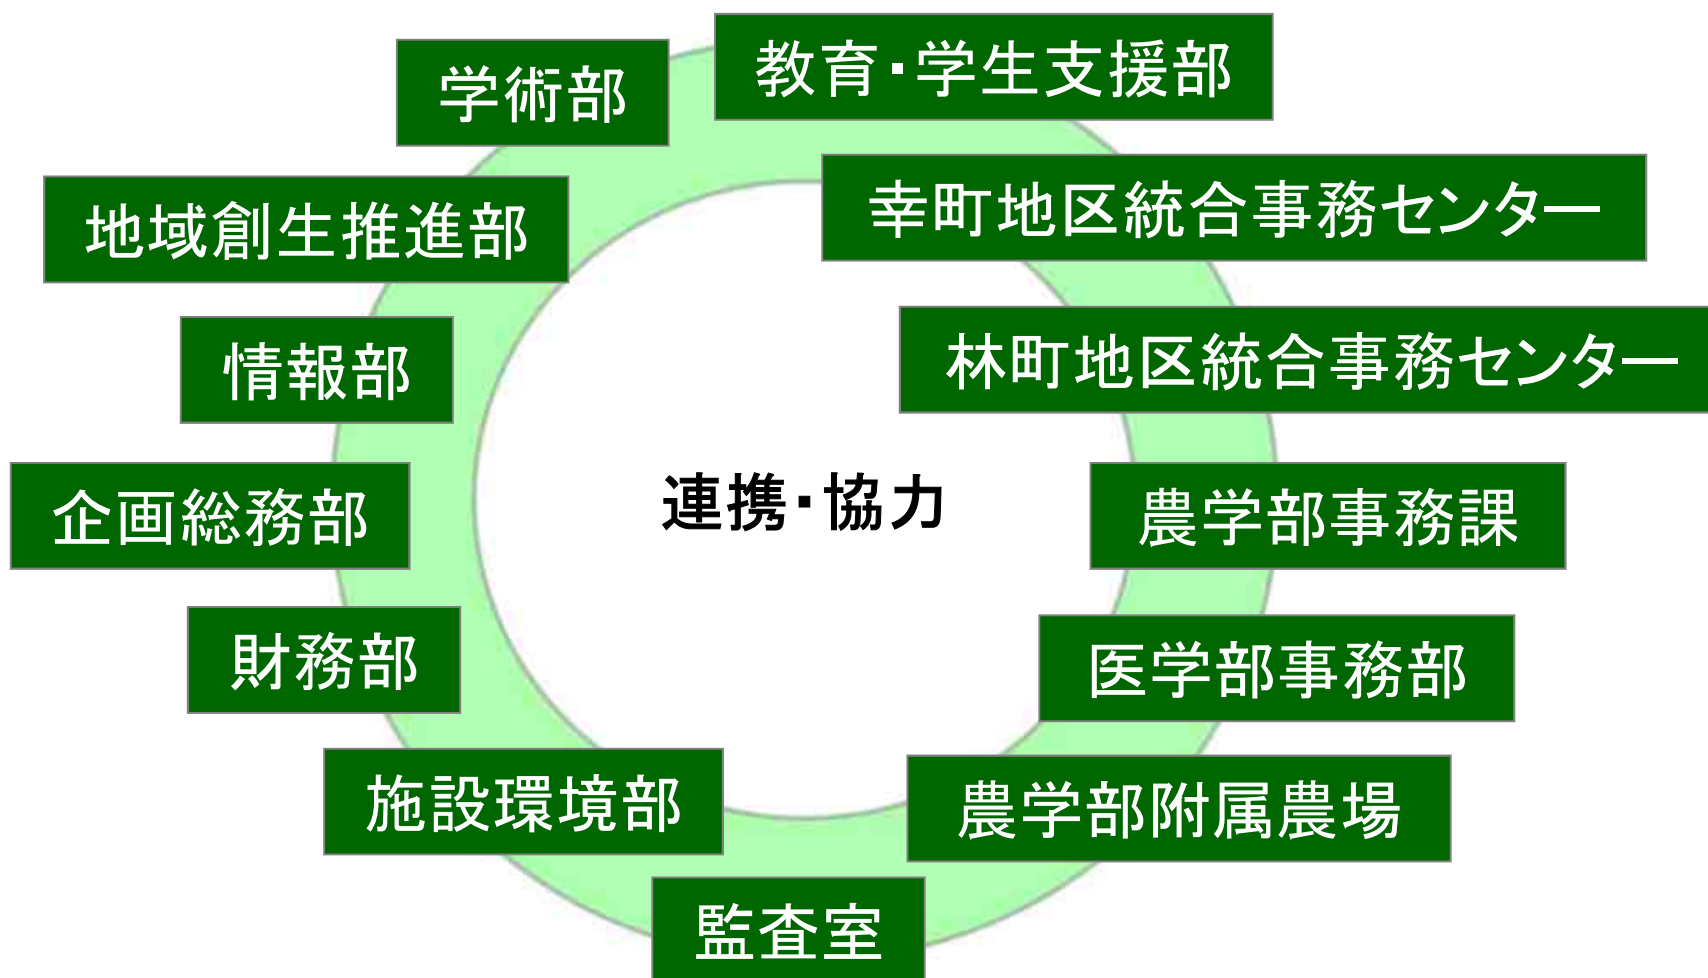 教育・学生支援部
学術部
幸町地区統合事務センター
地域創生推進部
林町地区統合事務センター
情報部
連携・協力
企画総務部
農学部事務課
財務部
医学部事務部
施設環境部
農学部附属農場
監査室